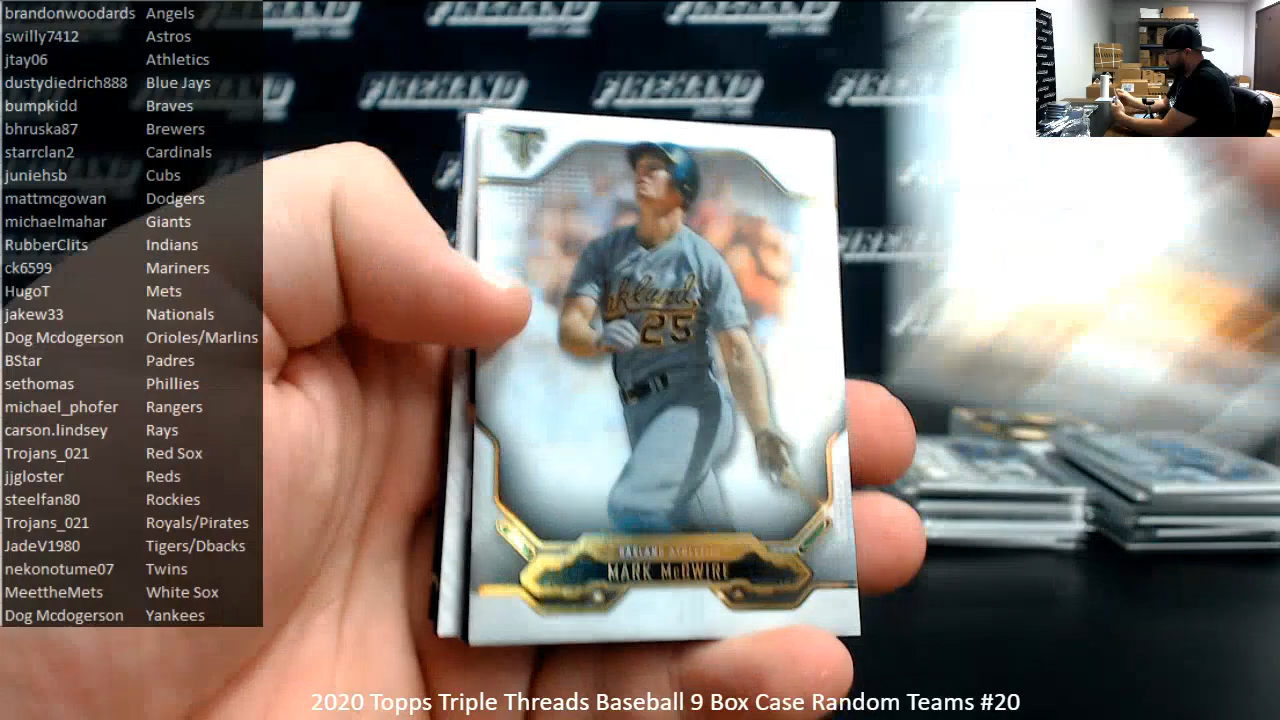 brandonwoodards Angels
swilly7412 Astros
jtay06 Athletics
dustydiedrich888 Blue Jays
bumpkidd Braves
bhruska87 Brewers
starrclan2 Cardinals
juniehsb Cubs
mattmcgowan Dodgers
michaelmahar Giants
RubberClits Indians
ck6599 Mariners
HugoT Mets
jakew33 Nationals
Dog Mcdogerson Orioles/Marlins
BStar Padres
sethomas Phillies
michael_phofer Rangers
carson.lindsey Rays
Trojans_021 Red Sox
jjgloster Reds
steelfan80 Rockies
Trojans_021 Royals/Pirates
JadeV1980 Tigers/Dbacks
nekonotume07 Twins
MeettheMets White Sox
Dog Mcdogerson Yankees
FIREHAND
FIREHAND
FIREHAND
25
MARK McGWIRE
2020 Topps Triple Threads Baseball 9 Box Case Random Teams #20